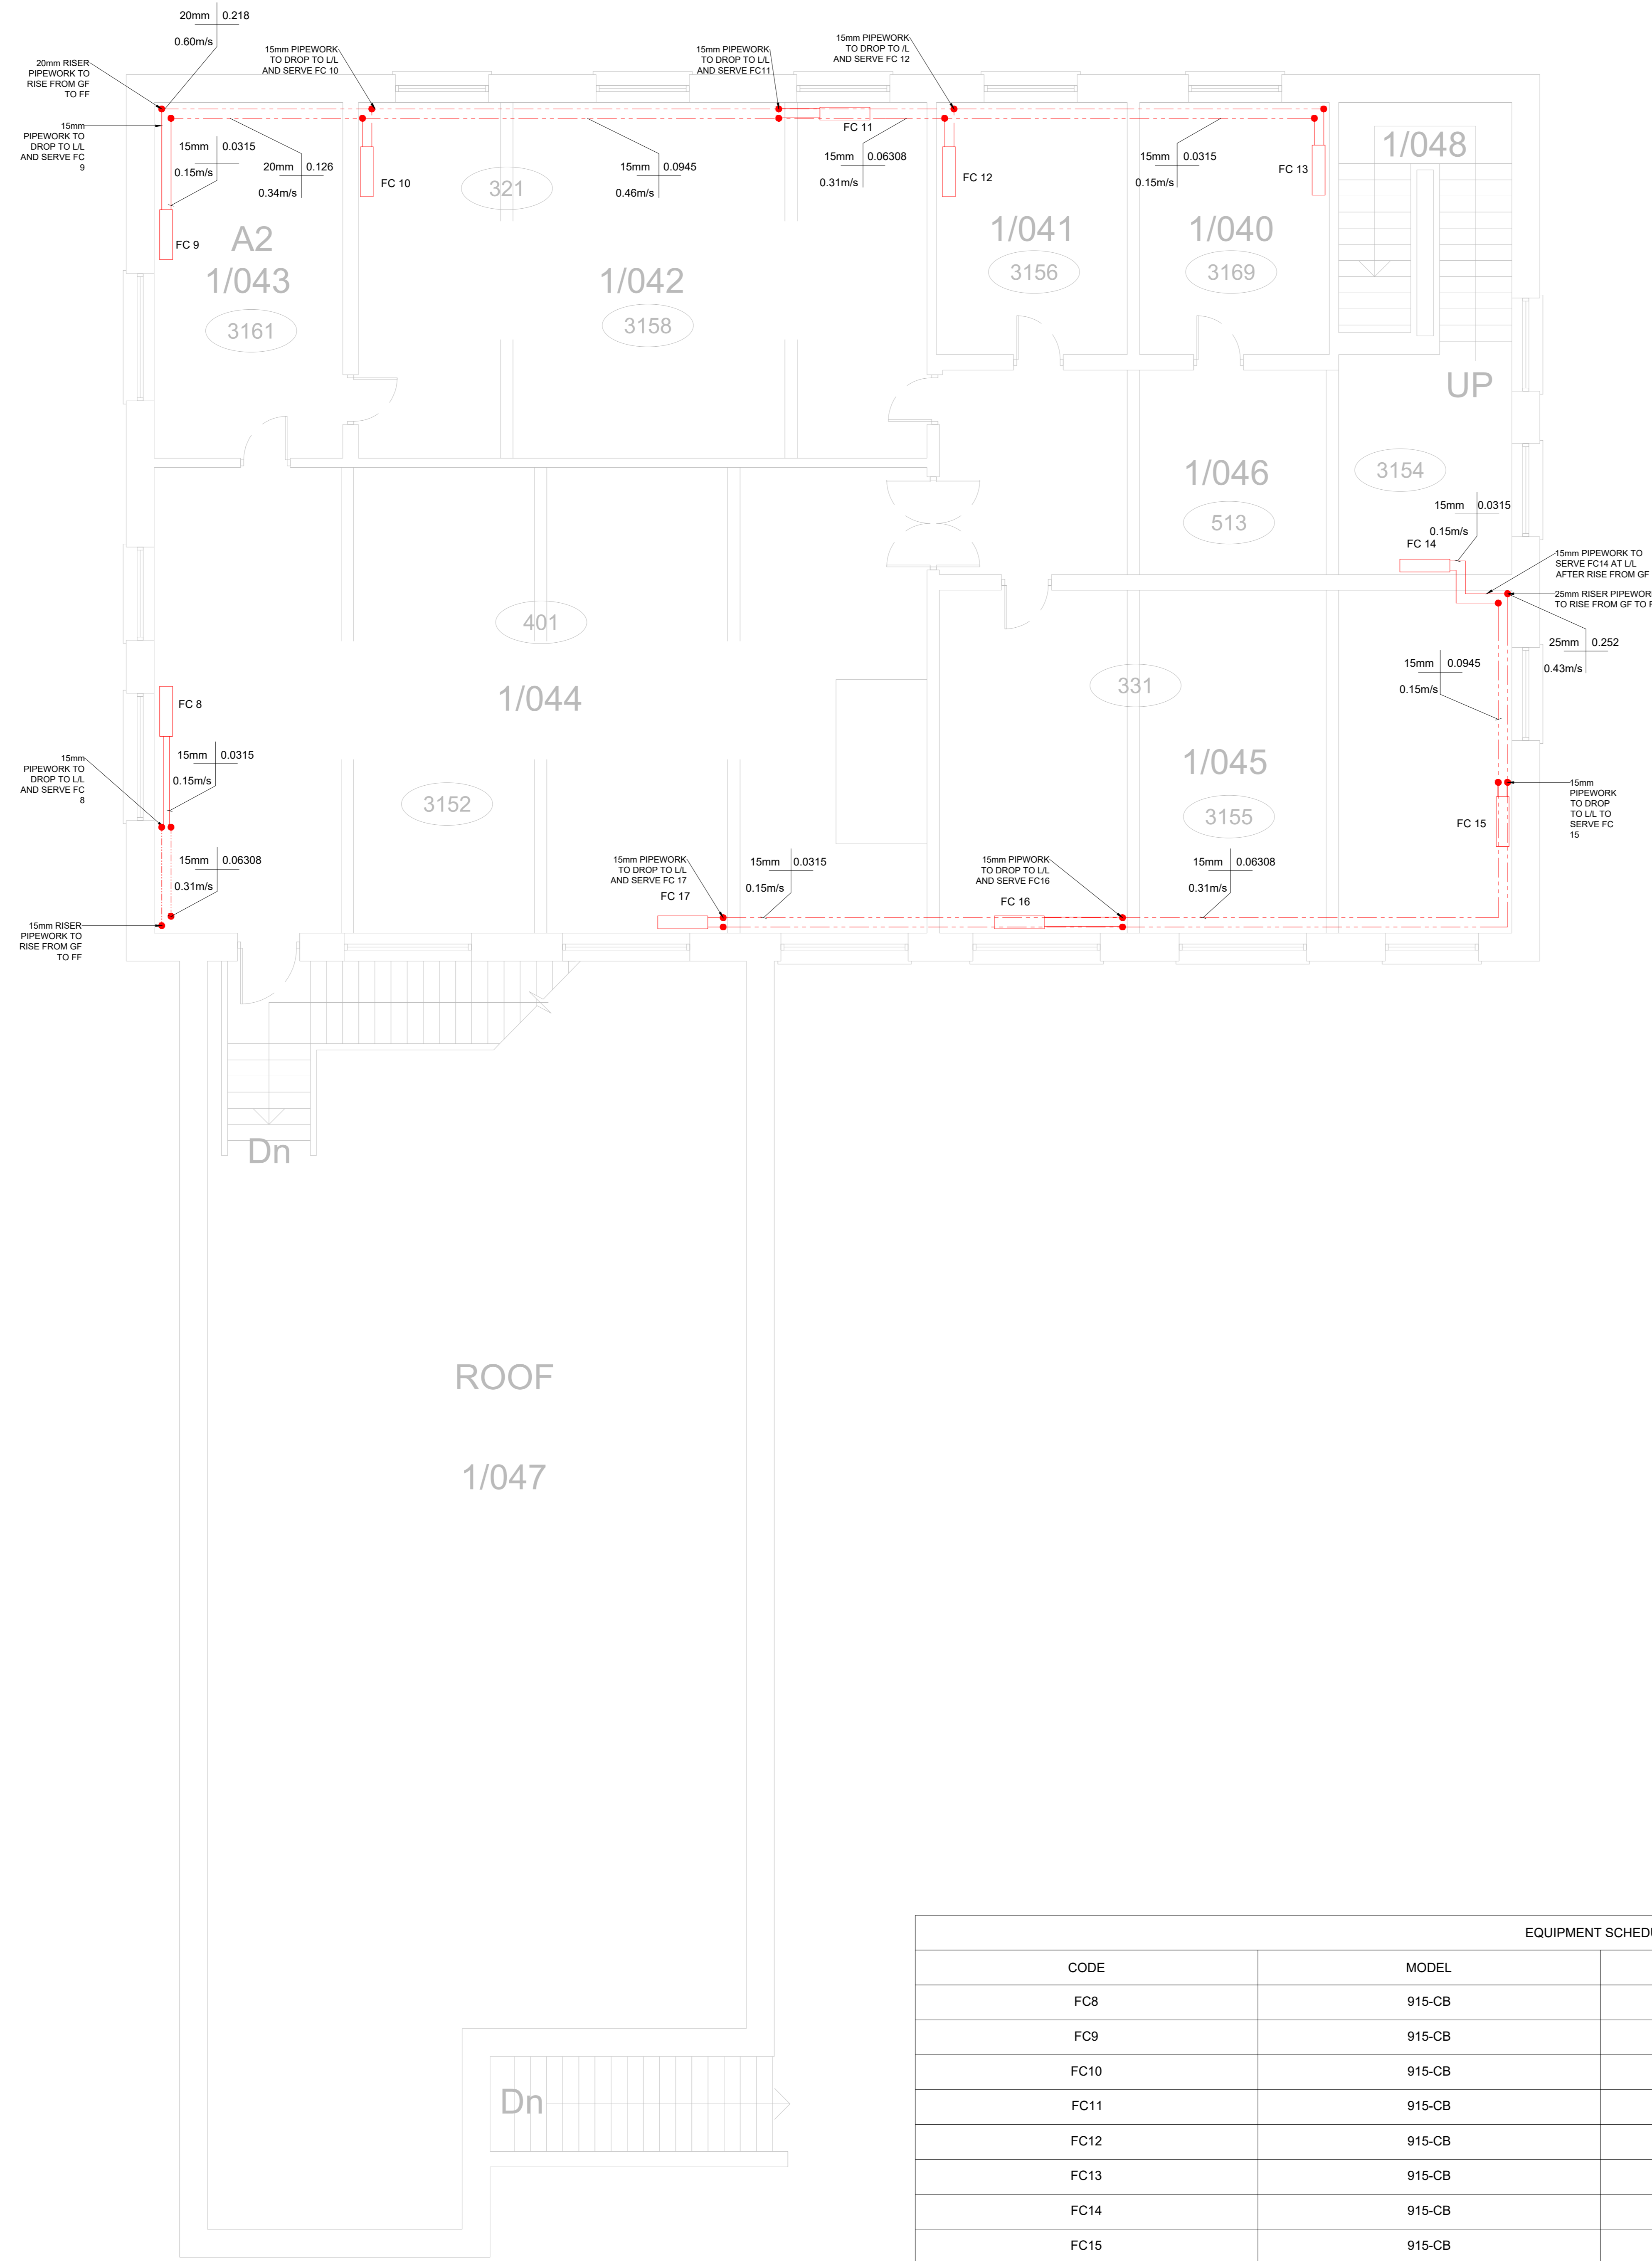 20mm 0.218
0.60m/s
20mm RISER
PIPEWORK TO
RISE FROM GF
TO FF
15mm PIPEWORK
TO DROP TO L/L
AND SERVE FC 10
15mm PIPEWORK
TO DROP TO L/L
AND SERVE FC11
15mm PIPEWORK
TO DROP TO /L
AND SERVE FC 12
15mm
PIPEWORK TO
DROP TO L/L
AND SERVE FC
9
15mm 0.0315
0.15m/s
20mm 0.126
0.34m/s
FC 9
FC 10
15mm 0.0945
0.46m/s
FC 11
15mm 0.06308
0.31m/s
FC 12
15mm 0.0315
0.15m/s
FC 13
1/048
321
A2
1/043
3161
1/042
3158
1/041
3156
1/040
3169
UP
1/046
513
3154
15mm 0.0315
0.15m/s
FC 14
15mm PIPEWORK TO
SERVE FC14 AT L/L
AFTER RISE FROM GF
25mm RISER PIPEWOR
TO RISE FROM GF TO F
25mm 0.252
0.43m/s
401
1/044
3152
331
1/045
3155
15mm 0.0945
0.15m/s
FC 8
15mm
PIPEWORK TO
DROP TO L/L
AND SERVE FC
8
15mm 0.0315
0.15m/s
15mm
PIPEWORK
TO DROP
TO L/L TO
SERVE FC
15
FC 15
15mm 0.06308
0.31m/s
15mm RISER
PIPEWORK TO
RISE FROM GF
TO FF
15mm PIPEWORK
TO DROP TO L/L
AND SERVE FC 17
FC 17
15mm 0.0315
0.15m/s
15mm PIPWORK
TO DROP TO L/L
AND SERVE FC16
FC 16
15mm 0.06308
0.31m/s
Dn
ROOF
1/047
Dn
EQUIPMENT SCHED
CODE MODEL
FC8 915-CB
FC9 915-CB
FC10 915-CB
FC11 915-CB
FC12 915-CB
FC13 915-CB
FC14 915-CB
FC15 915-CB